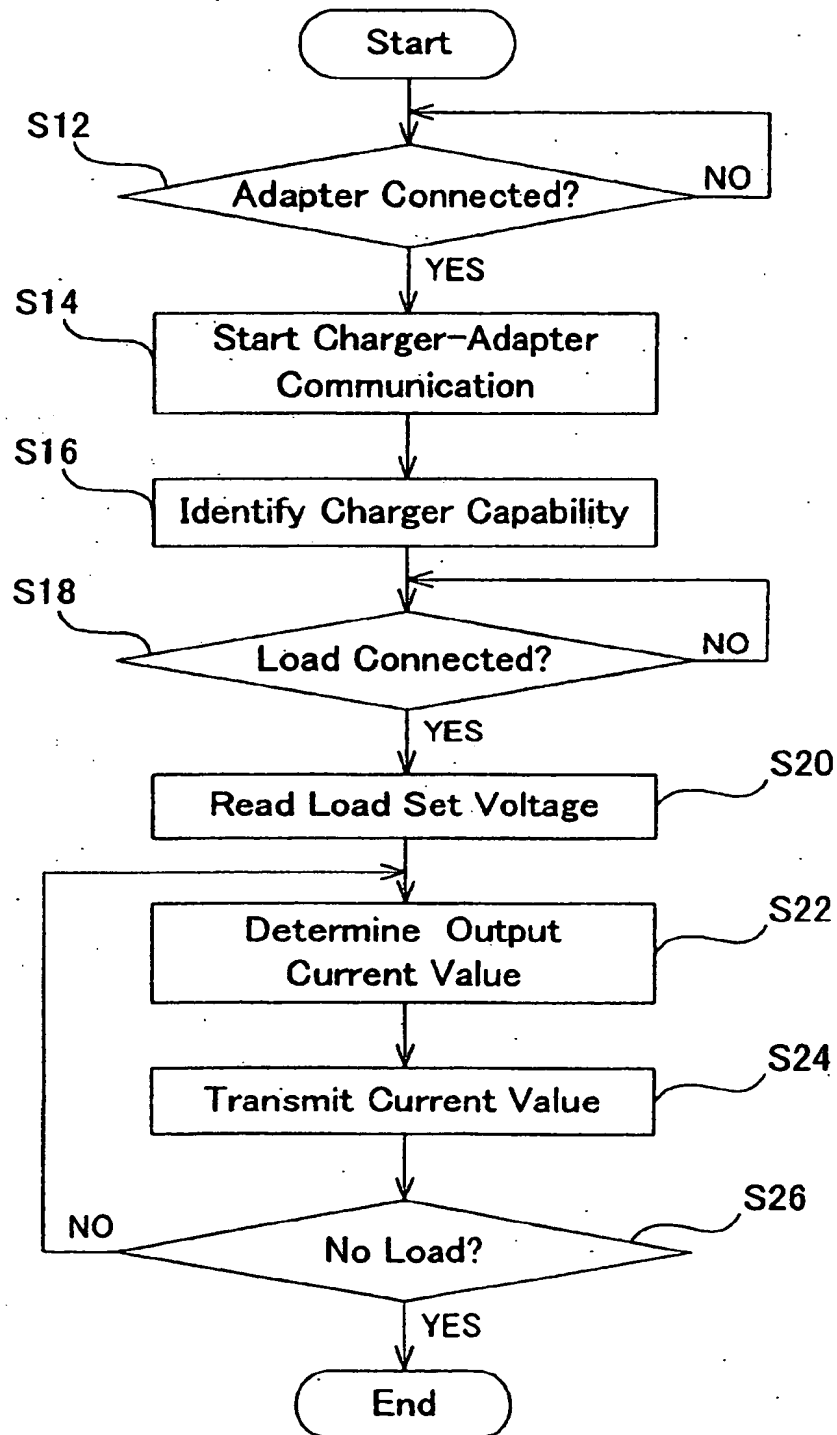 Start
S12
Adapter Connected?
NO
YES
S14
Start Charger-Adapter
Communication
S16
Identify Charger Capability
S18
Load Connected?
NO
YES
S20
Read Load Set Voltage
S22
Determine Output
Current Value
S24
Transmit Current Value
S26
NO
No Load?
YES
End